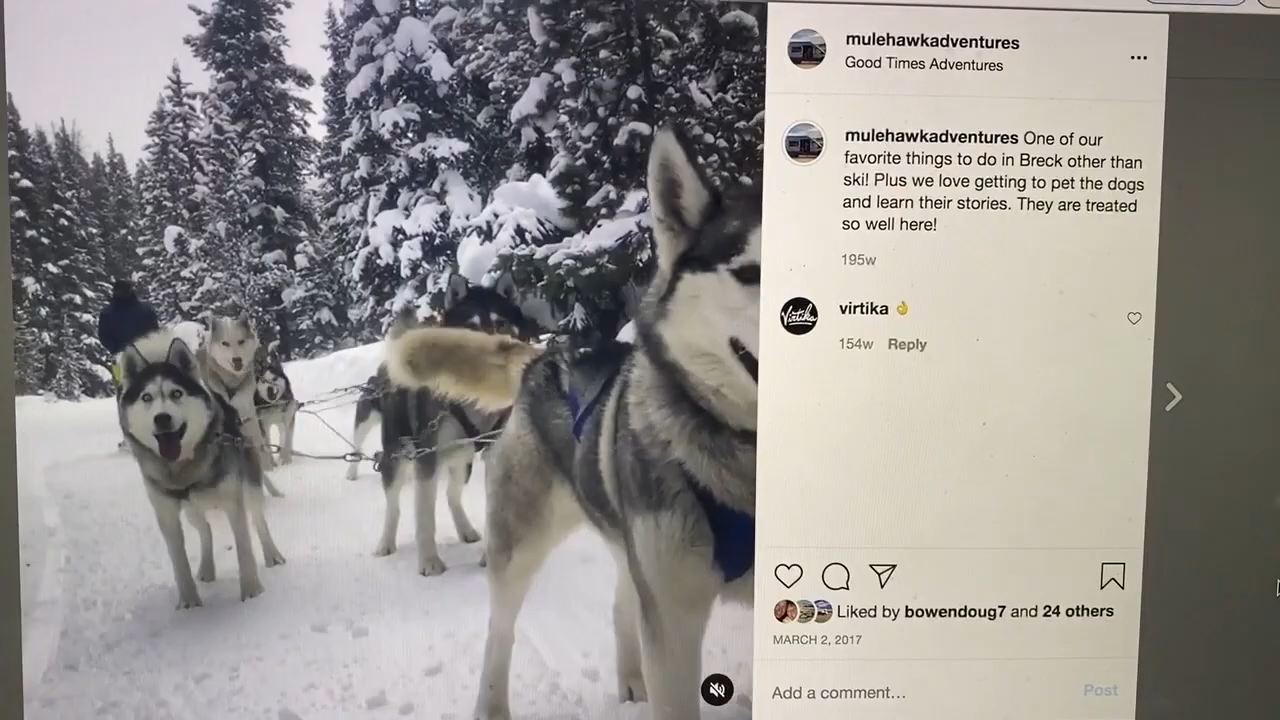 mulehawkadventures
Good Times Adventures
mulehawkadventures One of our
favorite things to do in Breck other than
ski! Plus we love getting to pet the dogs
and learn their stories. They are treated
so well here!
195w
Virtika
virtika 👌
154w Reply
Liked by bowendoug7 and 24 others
MARCH 2, 2017
Add a comment... Post